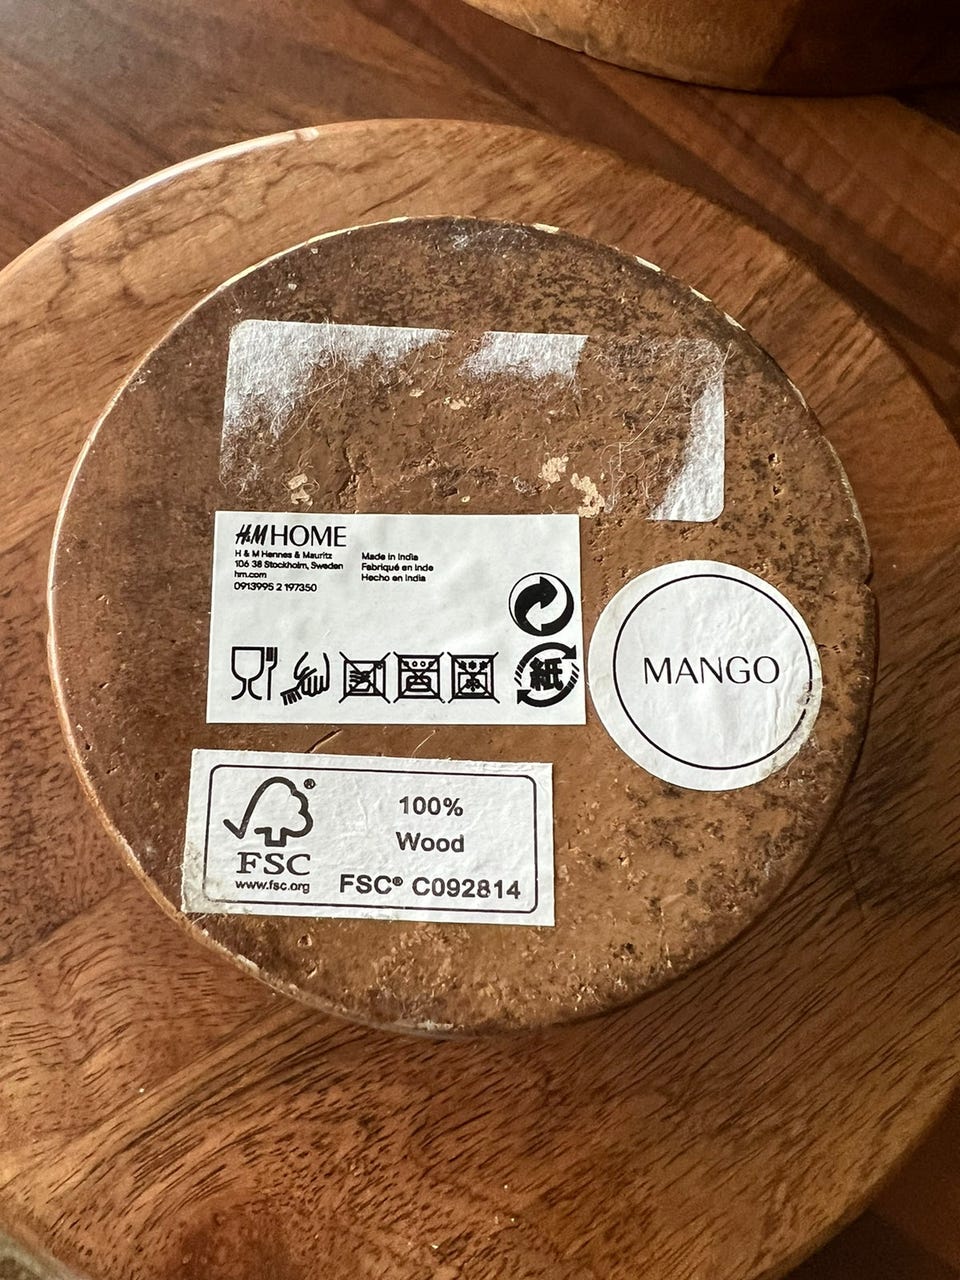 H&M HOME
H & M Hennes & Mauritz
106 38 Stockholm, Sweden
hm.com
0913995 2 197350
Made in India
Fabriqué en Inde
Hecho en India
紙
MANGO
FSC®
www.fsc.org
100%
Wood
FSC® C092814